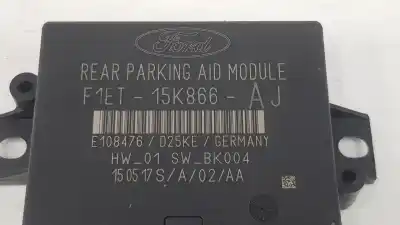 Ford
REAR PARKING AID MODULE
F1ET - 15K866 - AJ
E108476 / D25KE / GERMANY
HW_01 SW_BK004
150517S/A/02/AA